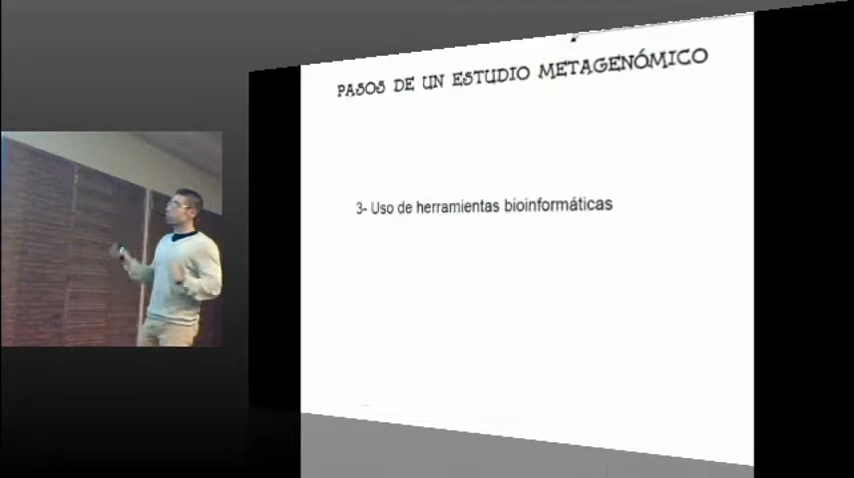 PASOS DE UN ESTUDIO METAGENÓMICO
3- Uso de herramientas bioinformáticas